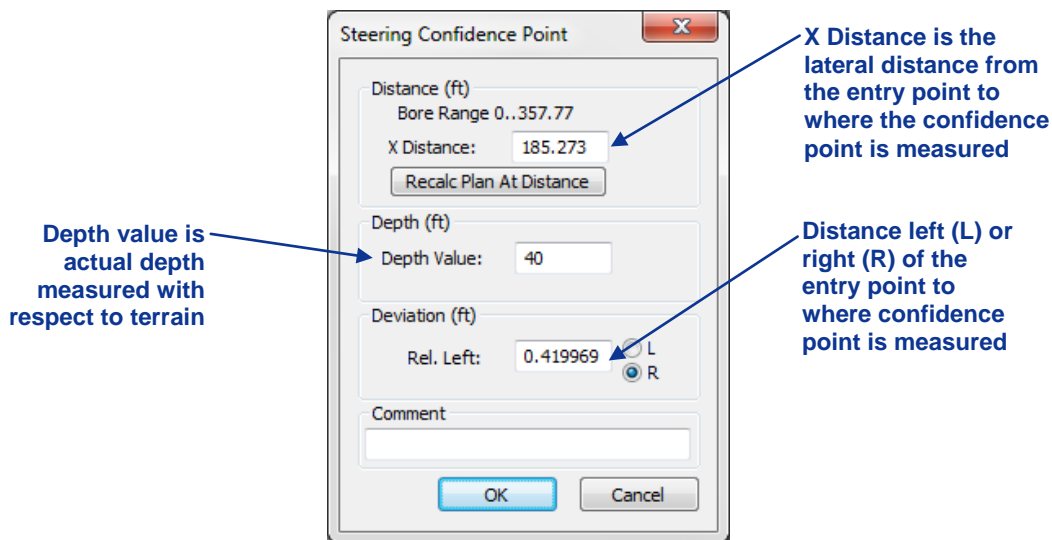 Steering Confidence Point
X
Distance (ft)
Bore Range 0..357.77
X Distance: 185.273
Recalc Plan At Distance
Depth (ft)
Depth Value: 40
Deviation (ft)
Rel. Left: 0.419969 L
R
Comment
OK Cancel
X Distance is the
lateral distance from
the entry point to
where the confidence
point is measured
Depth value is
actual depth
measured with
respect to terrain
Distance left (L) or
right (R) of the
entry point to
where confidence
point is measured